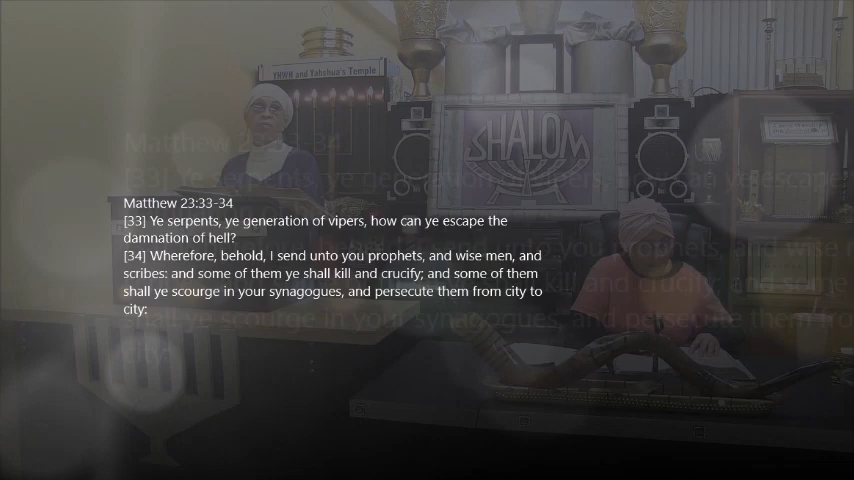 YHWH and Tahahua's Temple
SHALOM
Matthew 23:33-34
[33] Ye serpents, ye generation of vipers, how can ye escape the
damnation of hell?
[34] Wherefore, behold, I send unto you prophets, and wise men, and
scribes: and some of them ye shall kill and crucify; and some of them
shall ye scourge in your synagogues, and persecute them from city to
city: